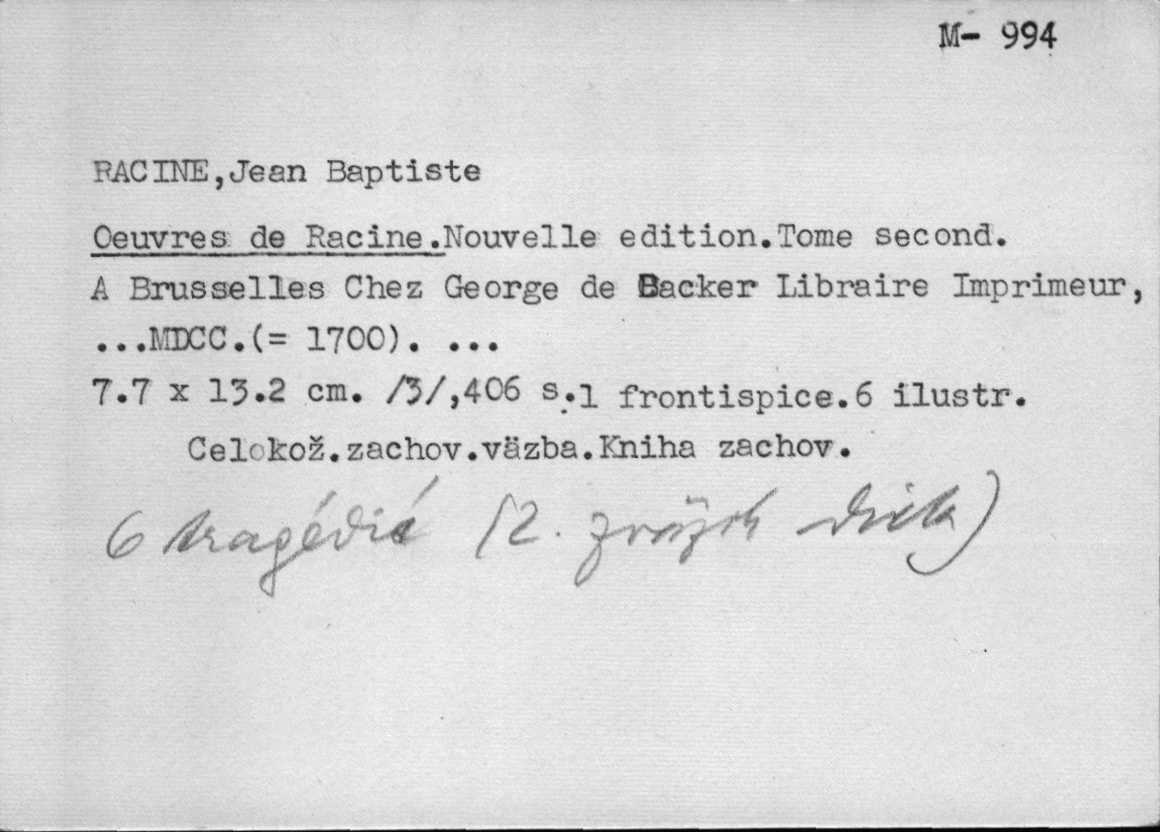 M- 994
RACINE,Jean Baptiste
Oeuvres de Racine.Nouvelle edition.Tome second.
A Brusselles Chez George de Backer Libraire Imprimeur,
...MDCC.(= 1700). ...
7.7 x 13.2 cm. /3/,406 s.1 frontispice.6 ilustr.
Celokož.zachov.väzba.Kniha zachov.
6 tragédií (2.